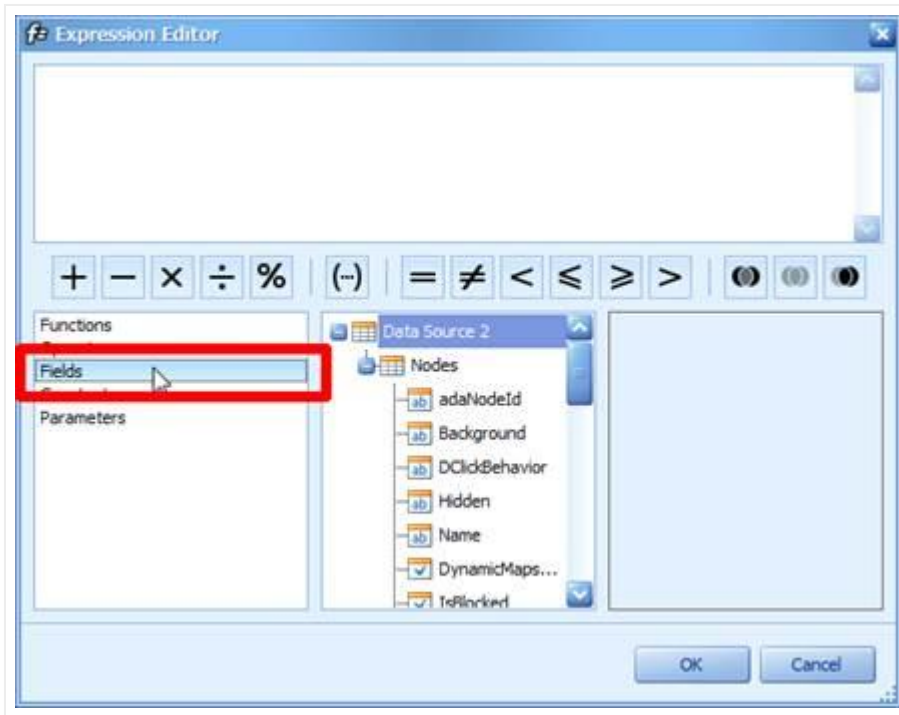 Expression Editor
+ − × ÷ % (...) = ≠ < ⩽ ⩾ >
Functions
Fields
Parameters
Data Source 2
Nodes
adaNodeId
Background
DClickBehavior
Hidden
Name
DynamicMaps...
IsBlocked
OK Cancel